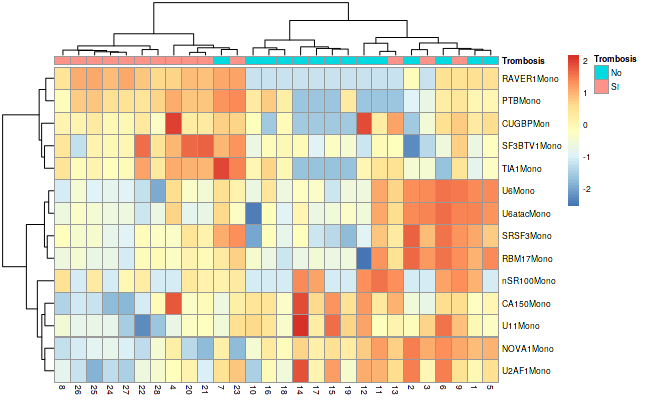 Trombosis
RAVER1Mono
PTBMono
CUGBPMon
SF3BTV1Mono
TIA1Mono
U6Mono
U6atacMono
SRSF3Mono
RBM17Mono
nSR100Mono
CA150Mono
U11Mono
NOVA1Mono
U2AF1Mono
8 26 25 24 27 22 28 4 20 21 7 23 10 16 18 14 17 15 19 12 11 13 2 3 6 9 1 5
2
1
0
-1
-2
Trombosis
No
SI